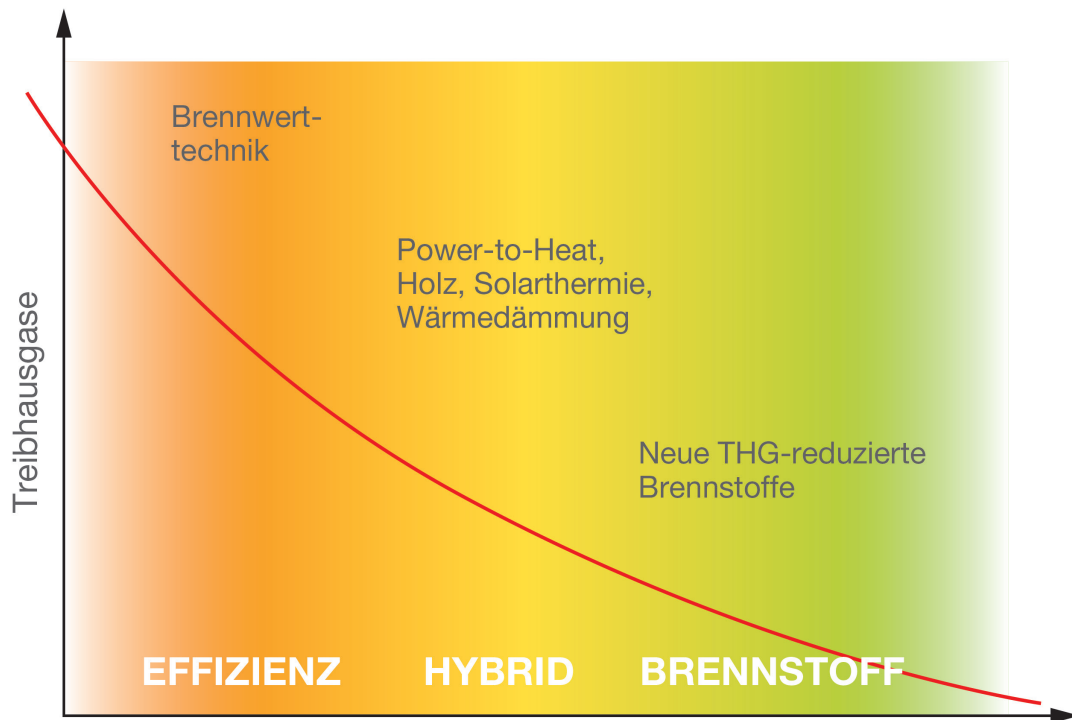 Brennwert-
technik
Power-to-Heat,
Holz, Solarthermie,
Wärmedämmung
Treibhausgase
Neue THG-reduzierte
Brennstoffe
EFFIZIENZ HYBRID BRENNSTOFF